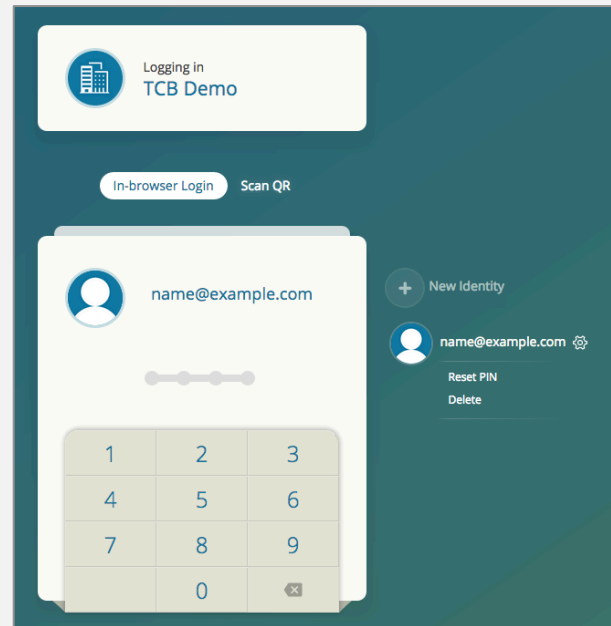 Logging in
TCB Demo
In-browser Login Scan QR
name@example.com
1 2 3
4 5 6
7 8 9
0
New Identity
name@example.com
Reset PIN
Delete